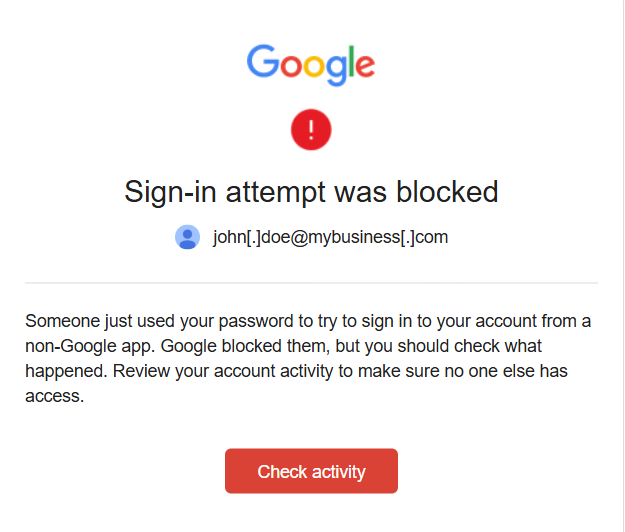 Google
!
Sign-in attempt was blocked
john[.]doe@mybusiness[.]com
Someone just used your password to try to sign in to your account from a
non-Google app. Google blocked them, but you should check what
happened. Review your account activity to make sure no one else has
access.
Check activity